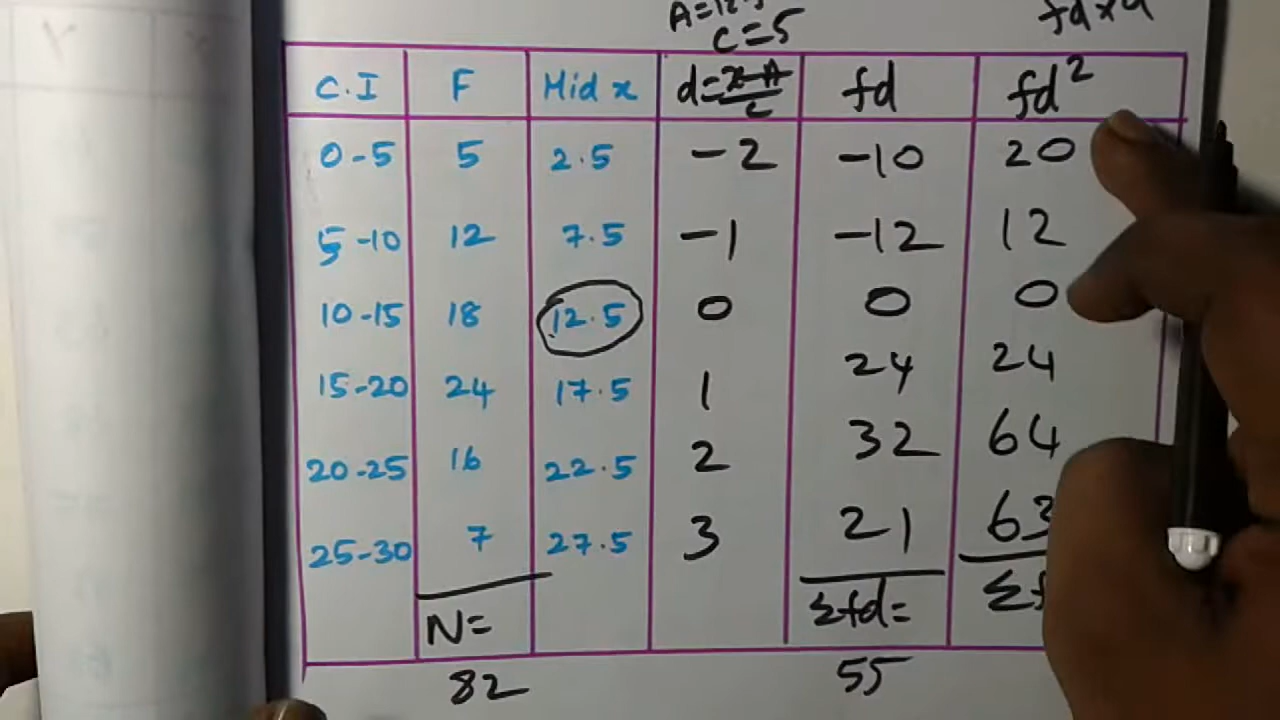 C=5
C.I F Mid x d=x-A/c fd fd²
0-5 5 2.5 -2 -10 20
5-10 12 7.5 -1 -12 12
10-15 18 12.5 0 0 0
15-20 24 17.5 1 24 24
20-25 16 22.5 2 32 64
25-30 7 27.5 3 21 63
N= Σfd=
82 55